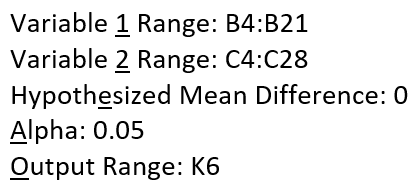 Variable 1 Range: B4:B21
Variable 2 Range: C4:C28
Hypothesized Mean Difference: 0
Alpha: 0.05
Output Range: K6